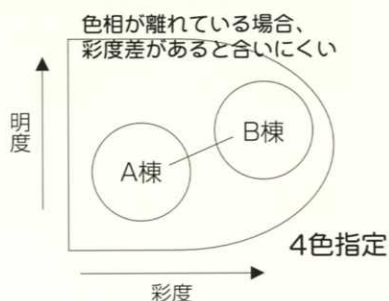 色相が離れている場合、
彩度差があると合いにくい
明度
B棟
A棟
4色指定
彩度